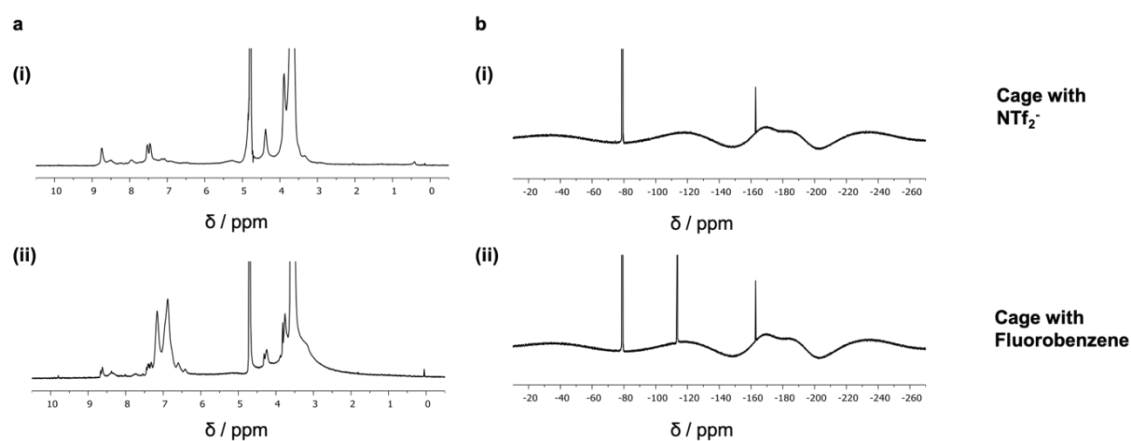 a
b
(i)
10 9 8 7 6 5 4 3 2 1 0
δ / ppm
(i)
-20 -40 -60 -80 -100 -120 -140 -160 -180 -200 -220 -240 -260
δ / ppm
Cage with
NTf₂⁻
(ii)
10 9 8 7 6 5 4 3 2 1 0
δ / ppm
(ii)
-20 -40 -60 -80 -100 -120 -140 -160 -180 -200 -220 -240 -260
δ / ppm
Cage with
Fluorobenzene